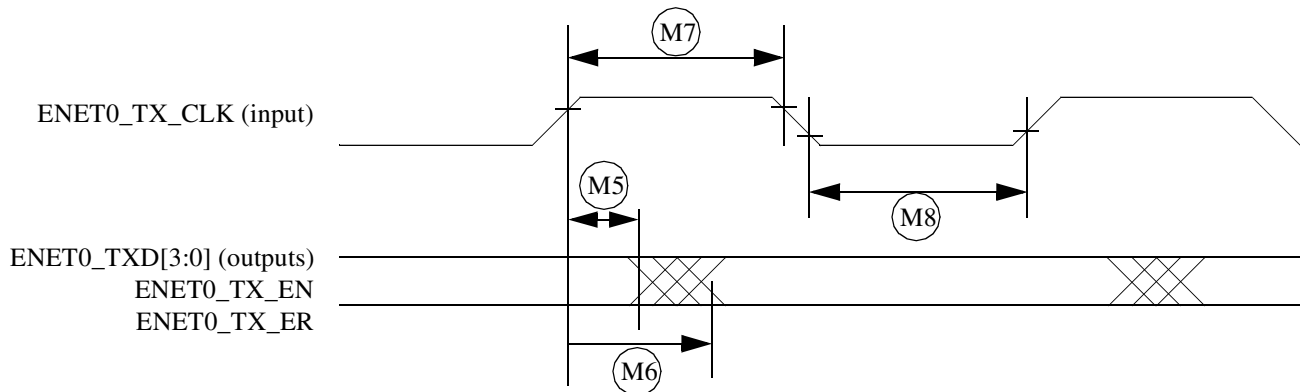 M7
ENET0_TX_CLK (input)
M5
M8
ENET0_TXD[3:0] (outputs)
ENET0_TX_EN
ENET0_TX_ER
M6